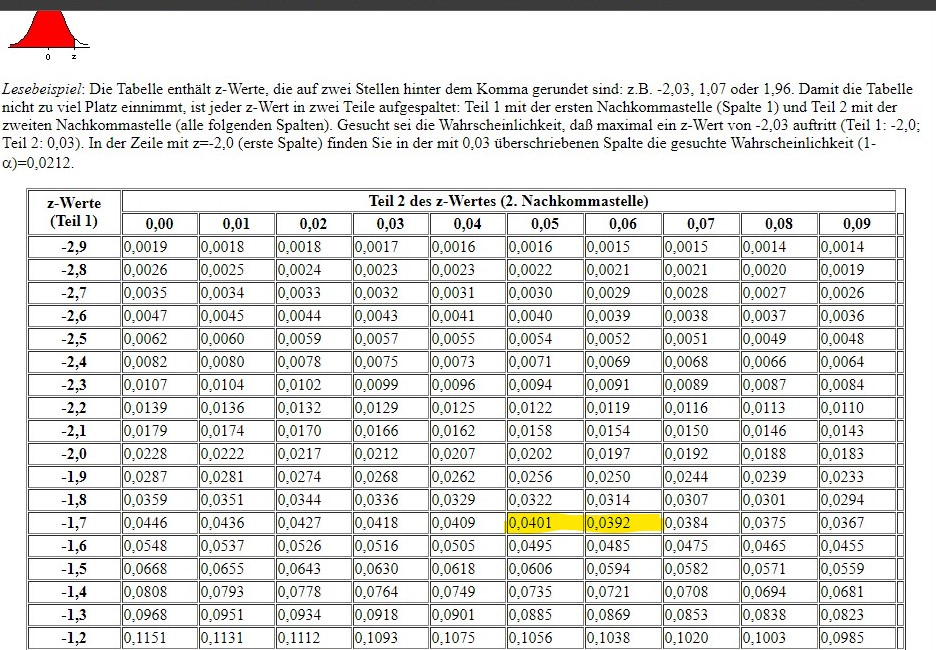 0 z
Lesebeispiel: Die Tabelle enthält z-Werte, die auf zwei Stellen hinter dem Komma gerundet sind: z.B. -2,03, 1,07 oder 1,96. Damit die Tabelle
nicht zu viel Platz einnimmt, ist jeder z-Wert in zwei Teile aufgespaltet: Teil 1 mit der ersten Nachkommastelle (Spalte 1) und Teil 2 mit der
zweiten Nachkommastelle (alle folgenden Spalten). Gesucht sei die Wahrscheinlichkeit, daß maximal ein z-Wert von -2,03 auftritt (Teil 1: -2,0;
Teil 2: 0,03). In der Zeile mit z=-2,0 (erste Spalte) finden Sie in der mit 0,03 überschriebenen Spalte die gesuchte Wahrscheinlichkeit (1-
α)=0,0212.
z-Werte
(Teil 1)
Teil 2 des z-Wertes (2. Nachkommastelle)
0,00 0,01 0,02 0,03 0,04 0,05 0,06 0,07 0,08 0,09
-2,9 0,0019 0,0018 0,0018 0,0017 0,0016 0,0016 0,0015 0,0015 0,0014 0,0014
-2,8 0,0026 0,0025 0,0024 0,0023 0,0023 0,0022 0,0021 0,0021 0,0020 0,0019
-2,7 0,0035 0,0034 0,0033 0,0032 0,0031 0,0030 0,0029 0,0028 0,0027 0,0026
-2,6 0,0047 0,0045 0,0044 0,0043 0,0041 0,0040 0,0039 0,0038 0,0037 0,0036
-2,5 0,0062 0,0060 0,0059 0,0057 0,0055 0,0054 0,0052 0,0051 0,0049 0,0048
-2,4 0,0082 0,0080 0,0078 0,0075 0,0073 0,0071 0,0069 0,0068 0,0066 0,0064
-2,3 0,0107 0,0104 0,0102 0,0099 0,0096 0,0094 0,0091 0,0089 0,0087 0,0084
-2,2 0,0139 0,0136 0,0132 0,0129 0,0125 0,0122 0,0119 0,0116 0,0113 0,0110
-2,1 0,0179 0,0174 0,0170 0,0166 0,0162 0,0158 0,0154 0,0150 0,0146 0,0143
-2,0 0,0228 0,0222 0,0217 0,0212 0,0207 0,0202 0,0197 0,0192 0,0188 0,0183
-1,9 0,0287 0,0281 0,0274 0,0268 0,0262 0,0256 0,0250 0,0244 0,0239 0,0233
-1,8 0,0359 0,0351 0,0344 0,0336 0,0329 0,0322 0,0314 0,0307 0,0301 0,0294
-1,7 0,0446 0,0436 0,0427 0,0418 0,0409 0,0401 0,0392 0,0384 0,0375 0,0367
-1,6 0,0548 0,0537 0,0526 0,0516 0,0505 0,0495 0,0485 0,0475 0,0465 0,0455
-1,5 0,0668 0,0655 0,0643 0,0630 0,0618 0,0606 0,0594 0,0582 0,0571 0,0559
-1,4 0,0808 0,0793 0,0778 0,0764 0,0749 0,0735 0,0721 0,0708 0,0694 0,0681
-1,3 0,0968 0,0951 0,0934 0,0918 0,0901 0,0885 0,0869 0,0853 0,0838 0,0823
-1,2 0,1151 0,1131 0,1112 0,1093 0,1075 0,1056 0,1038 0,1020 0,1003 0,0985